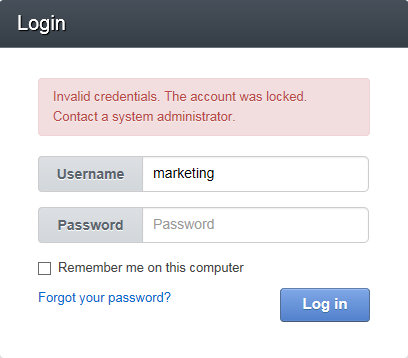 Login
Invalid credentials. The account was locked.
Contact a system administrator.
Username marketing
Password Password
Remember me on this computer
Forgot your password? Log in